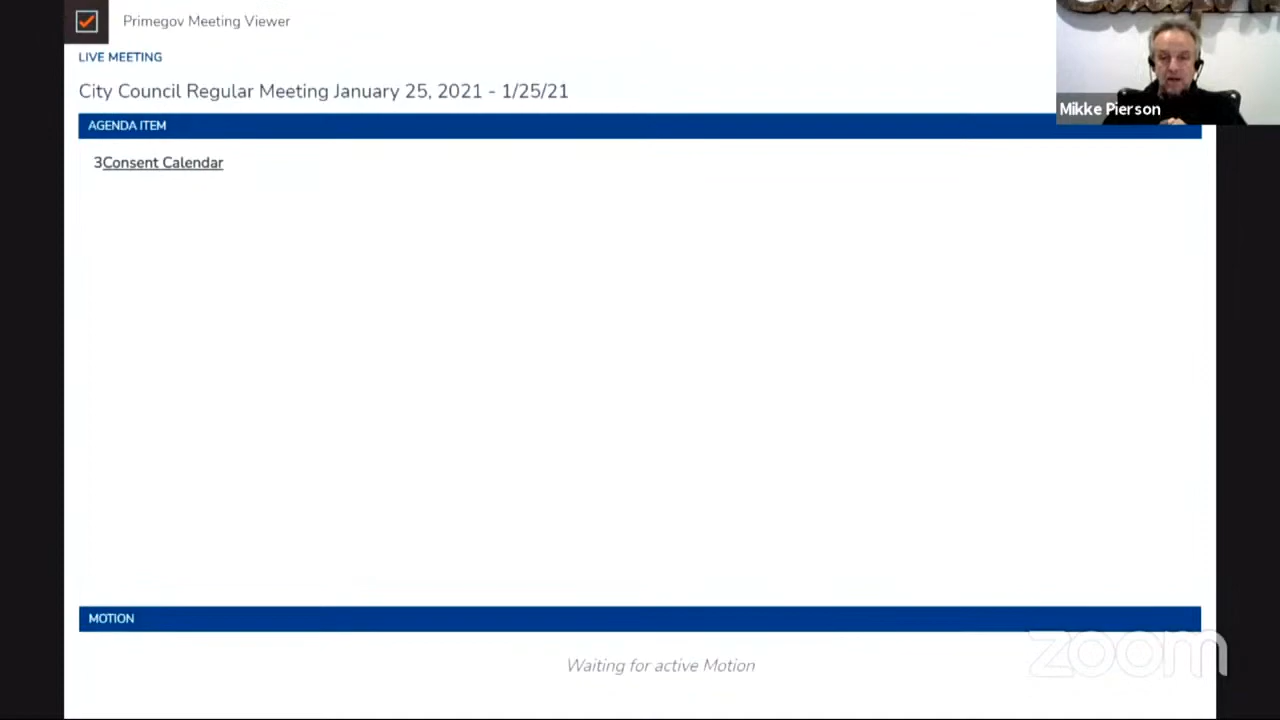 Primegov Meeting Viewer
LIVE MEETING
City Council Regular Meeting January 25, 2021 - 1/25/21
Mikke Pierson
AGENDA ITEM
3Consent Calendar
MOTION
Waiting for active Motion
zoom